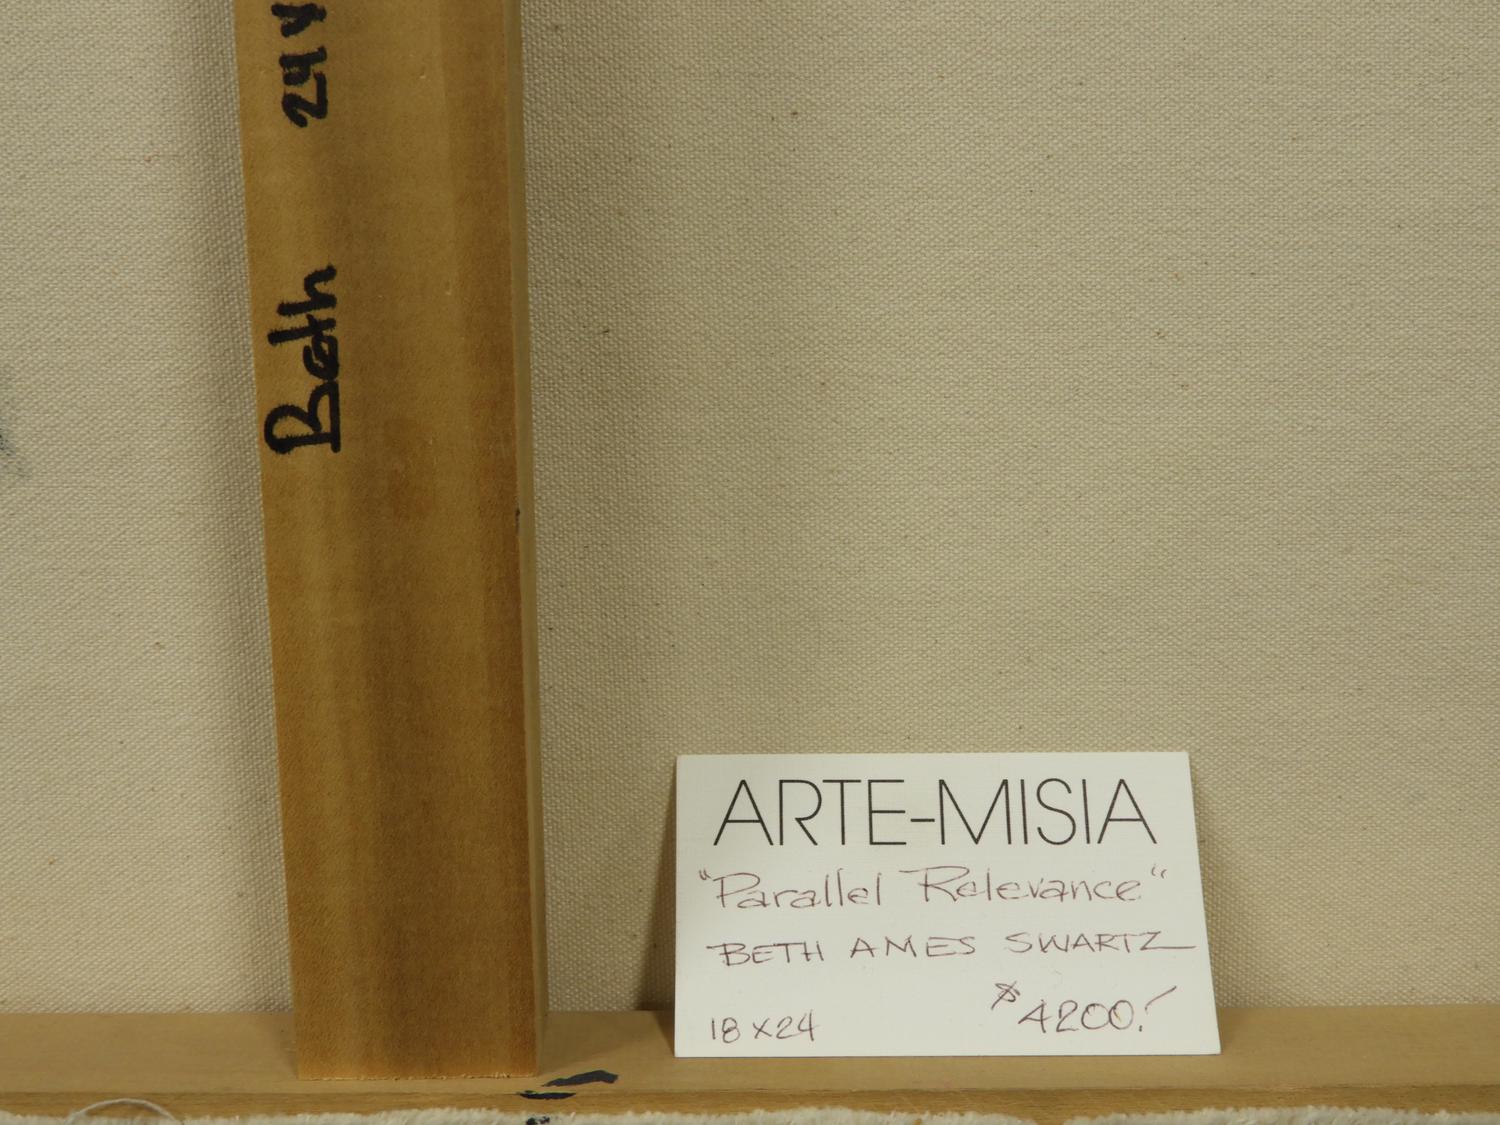 Beth 24 x
ARTE-MISIA
"Parallel Relevance"
BETH AMES SWARTZ
18 x 24 $4200.-